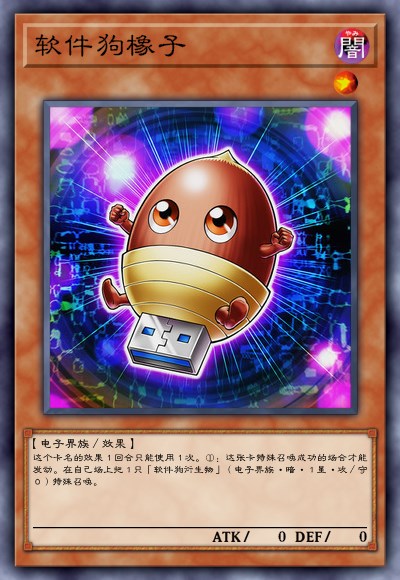 软件狗橡子
やみ
闇
【电子界族／效果】
这个卡名的效果1回合只能使用1次。①：这张卡特殊召唤成功的场合才能
发动。在自己场上把1只「软件狗衍生物」（电子界族・暗・1星・攻／守
0）特殊召唤。
ATK／ 0 DEF／ 0